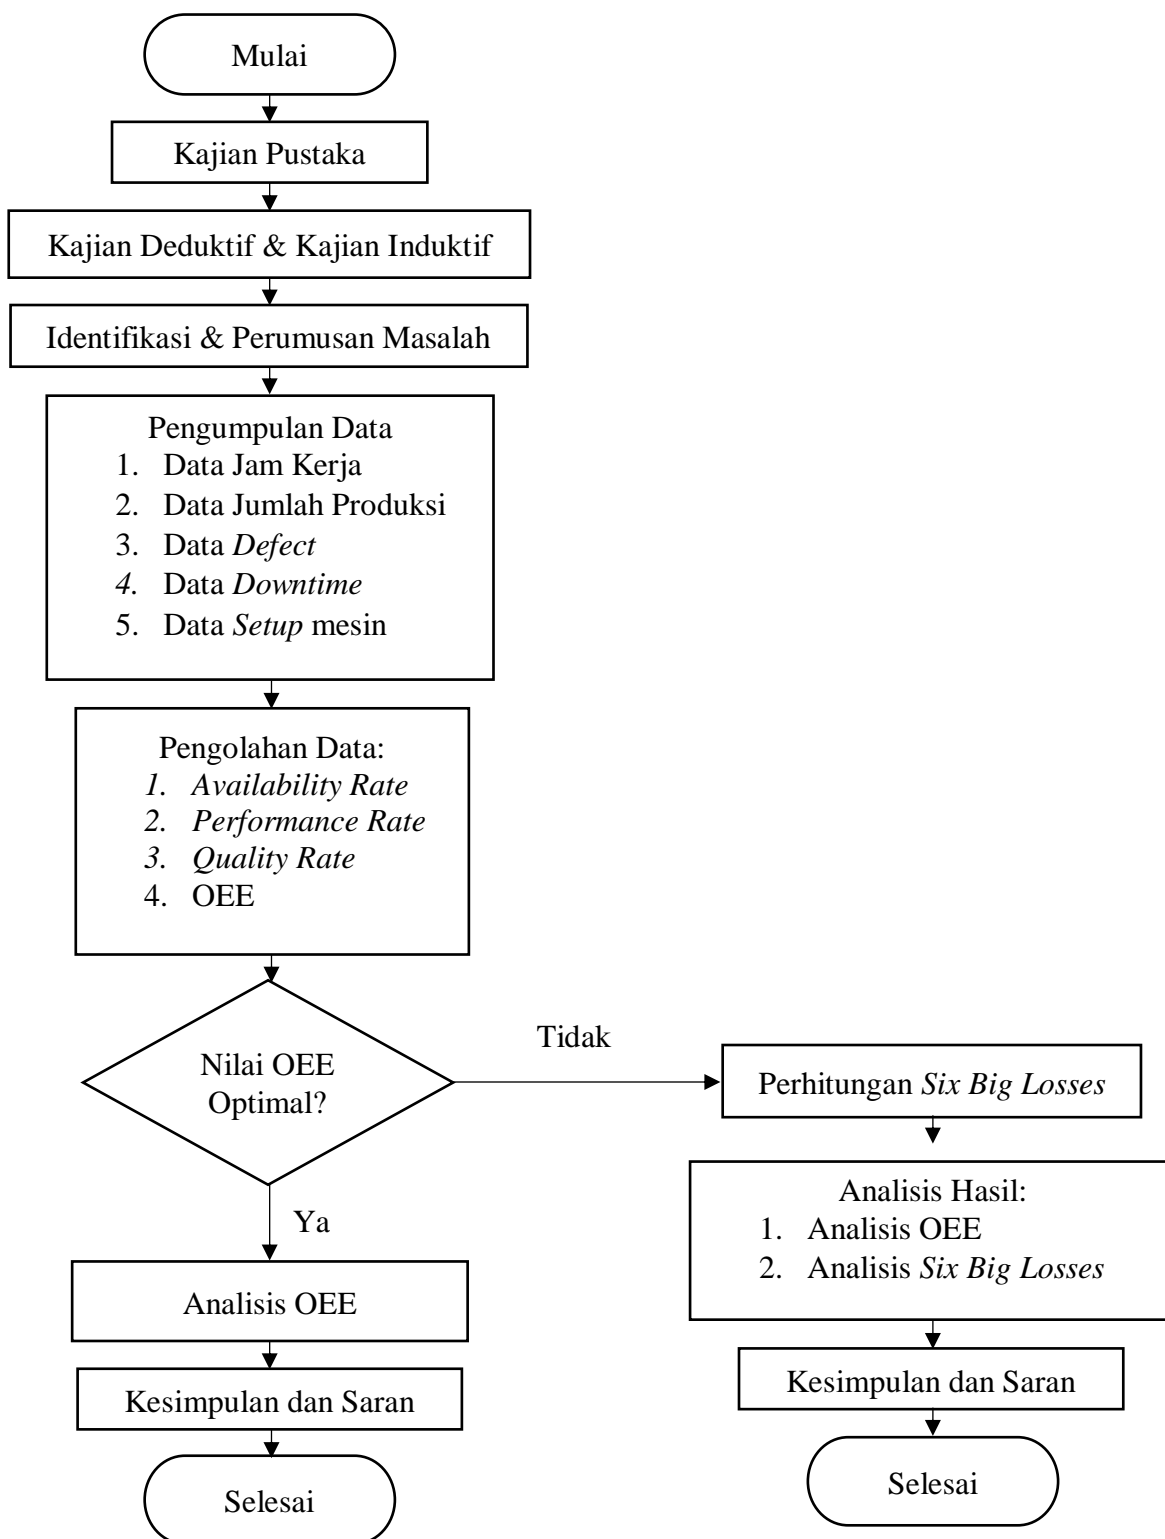 Mulai
Kajian Pustaka
Kajian Deduktif & Kajian Induktif
Identifikasi & Perumusan Masalah
Pengumpulan Data
1. Data Jam Kerja
2. Data Jumlah Produksi
3. Data Defect
4. Data Downtime
5. Data Setup mesin
Pengolahan Data:
1. Availability Rate
2. Performance Rate
3. Quality Rate
4. OEE
Nilai OEE
Optimal?
Tidak
Perhitungan Six Big Losses
Analisis Hasil:
1. Analisis OEE
2. Analisis Six Big Losses
Kesimpulan dan Saran
Selesai
Ya
Analisis OEE
Kesimpulan dan Saran
Selesai